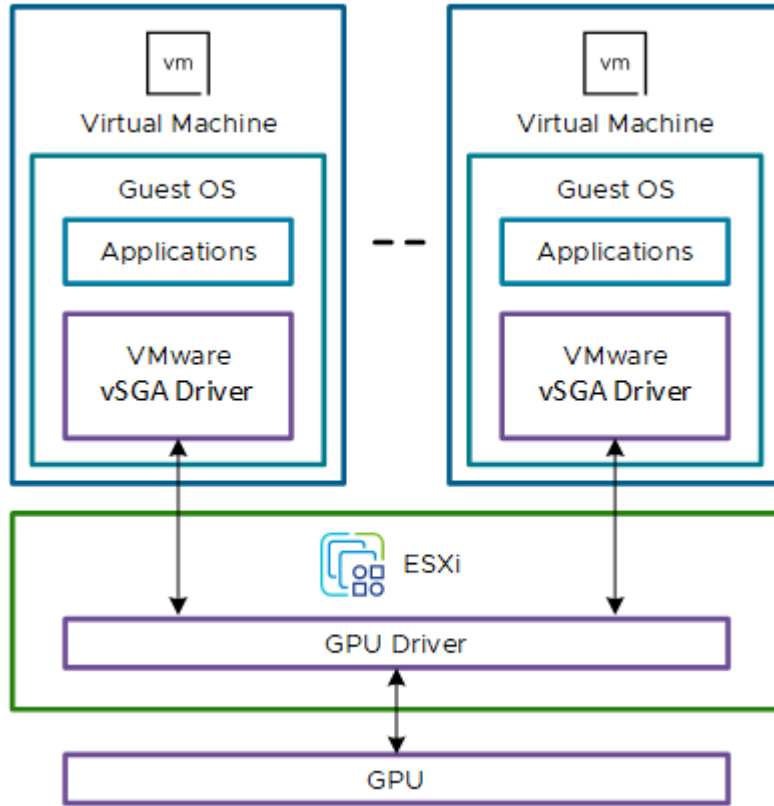 vm
Virtual Machine
Guest OS
Applications
VMware
vSGA Driver
vm
Virtual Machine
Guest OS
Applications
VMware
vSGA Driver
ESXi
GPU Driver
GPU